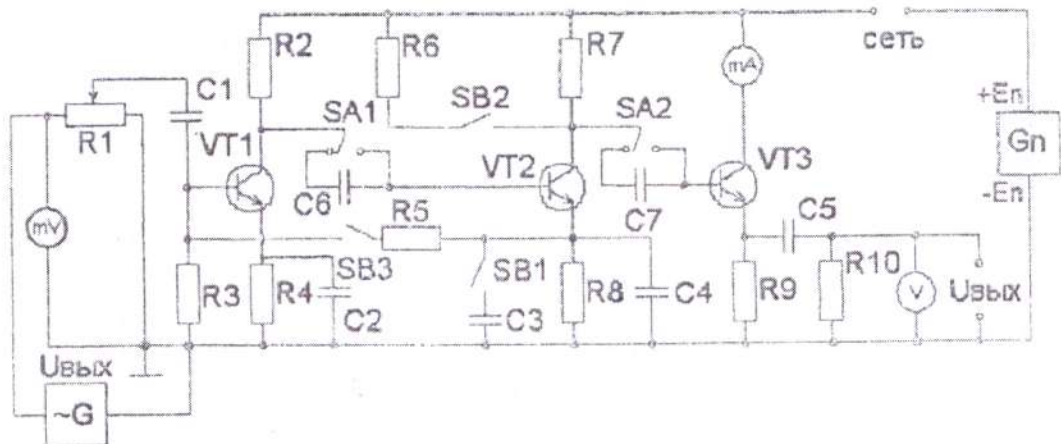 R2
R6
R7
сеть
C1
mA
SA1
SB2
SA2
+Eп
R1
VT1
VT2
VT3
Gп
C6
R5
C7
C5
-Eп
mV
SB3
SB1
R3
R4
C2
C3
R8
C4
R9
R10
V
Uвых
Uвых
~G